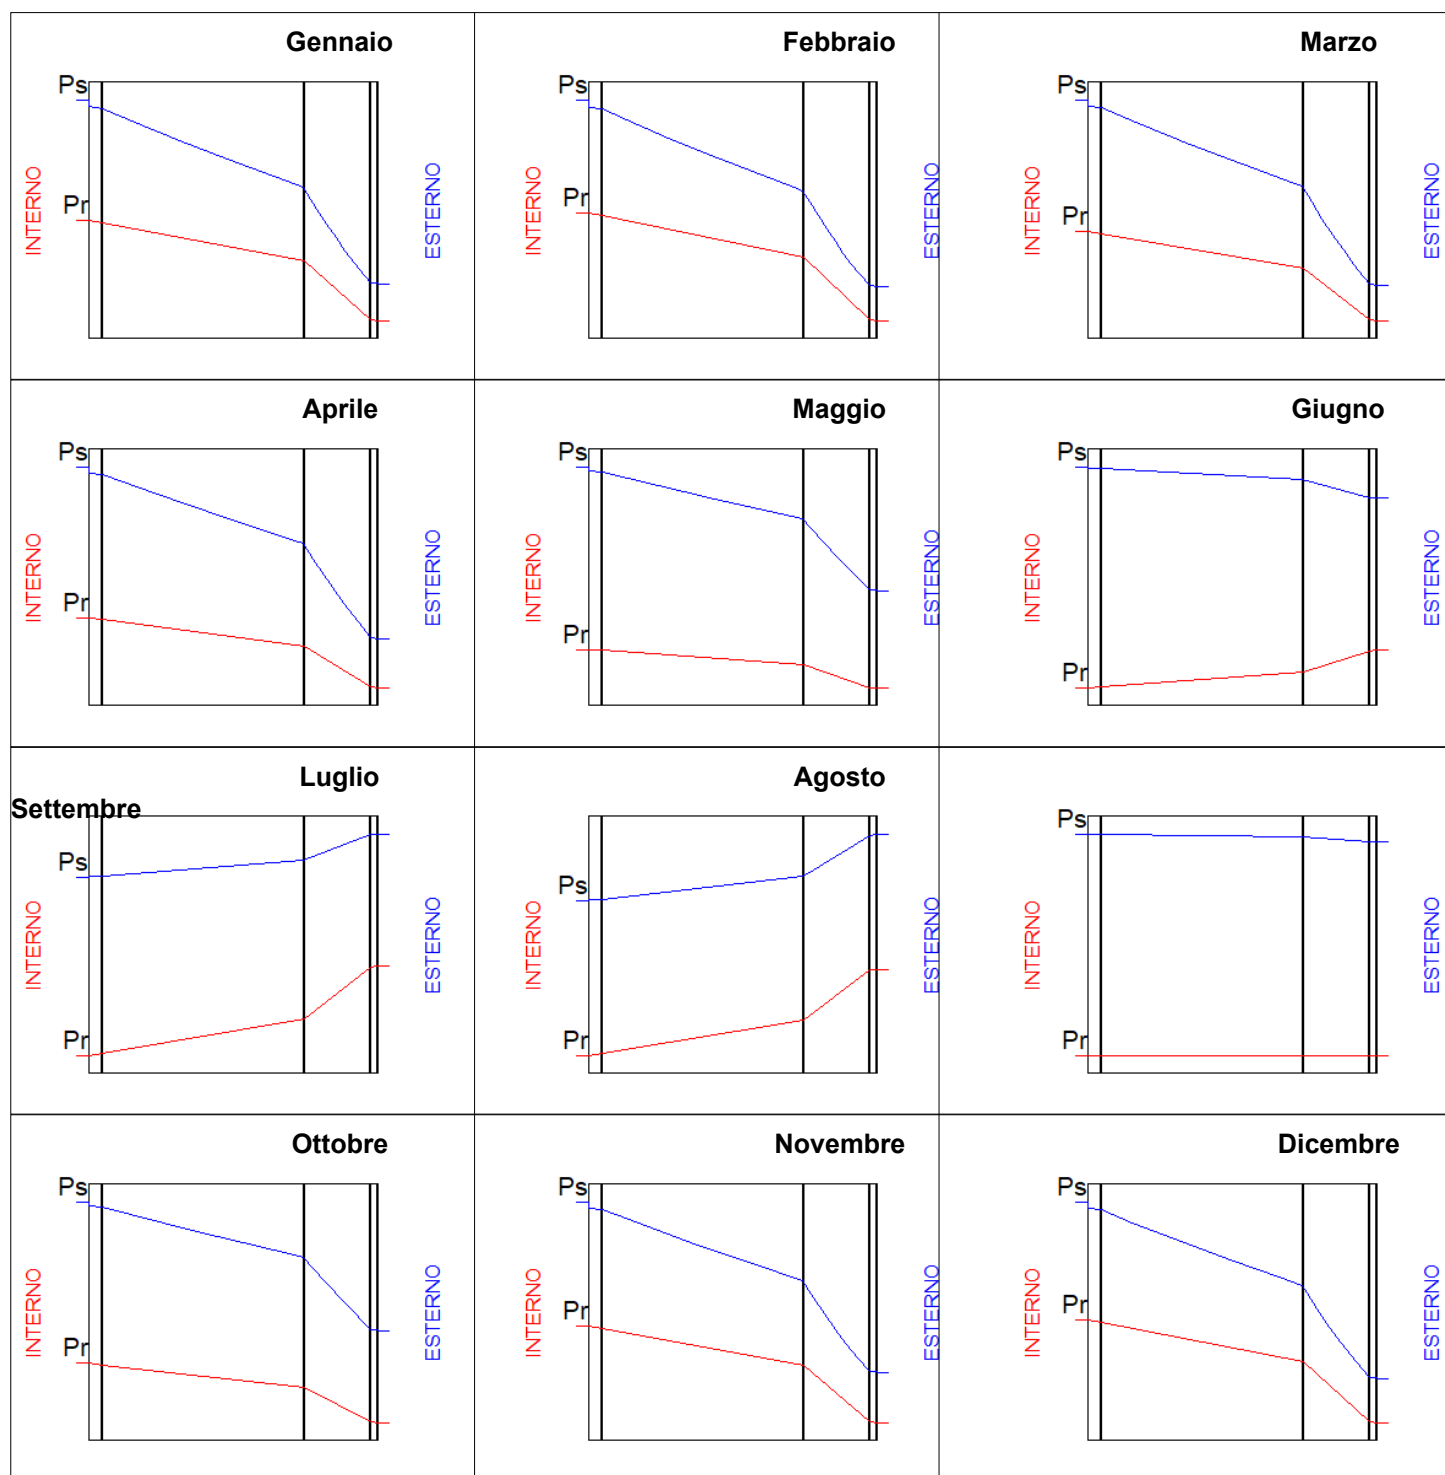 Gennaio
Ps
Pr
INTERNO
ESTERNO
Febbraio
Ps
Pr
INTERNO
ESTERNO
Marzo
Ps
Pr
INTERNO
ESTERNO
Aprile
Ps
Pr
INTERNO
ESTERNO
Maggio
Ps
Pr
INTERNO
ESTERNO
Giugno
Ps
Pr
INTERNO
ESTERNO
Luglio
Settembre
Ps
Pr
INTERNO
ESTERNO
Agosto
Ps
Pr
INTERNO
ESTERNO
Ps
Pr
INTERNO
ESTERNO
Ottobre
Ps
Pr
INTERNO
ESTERNO
Novembre
Ps
Pr
INTERNO
ESTERNO
Dicembre
Ps
Pr
INTERNO
ESTERNO